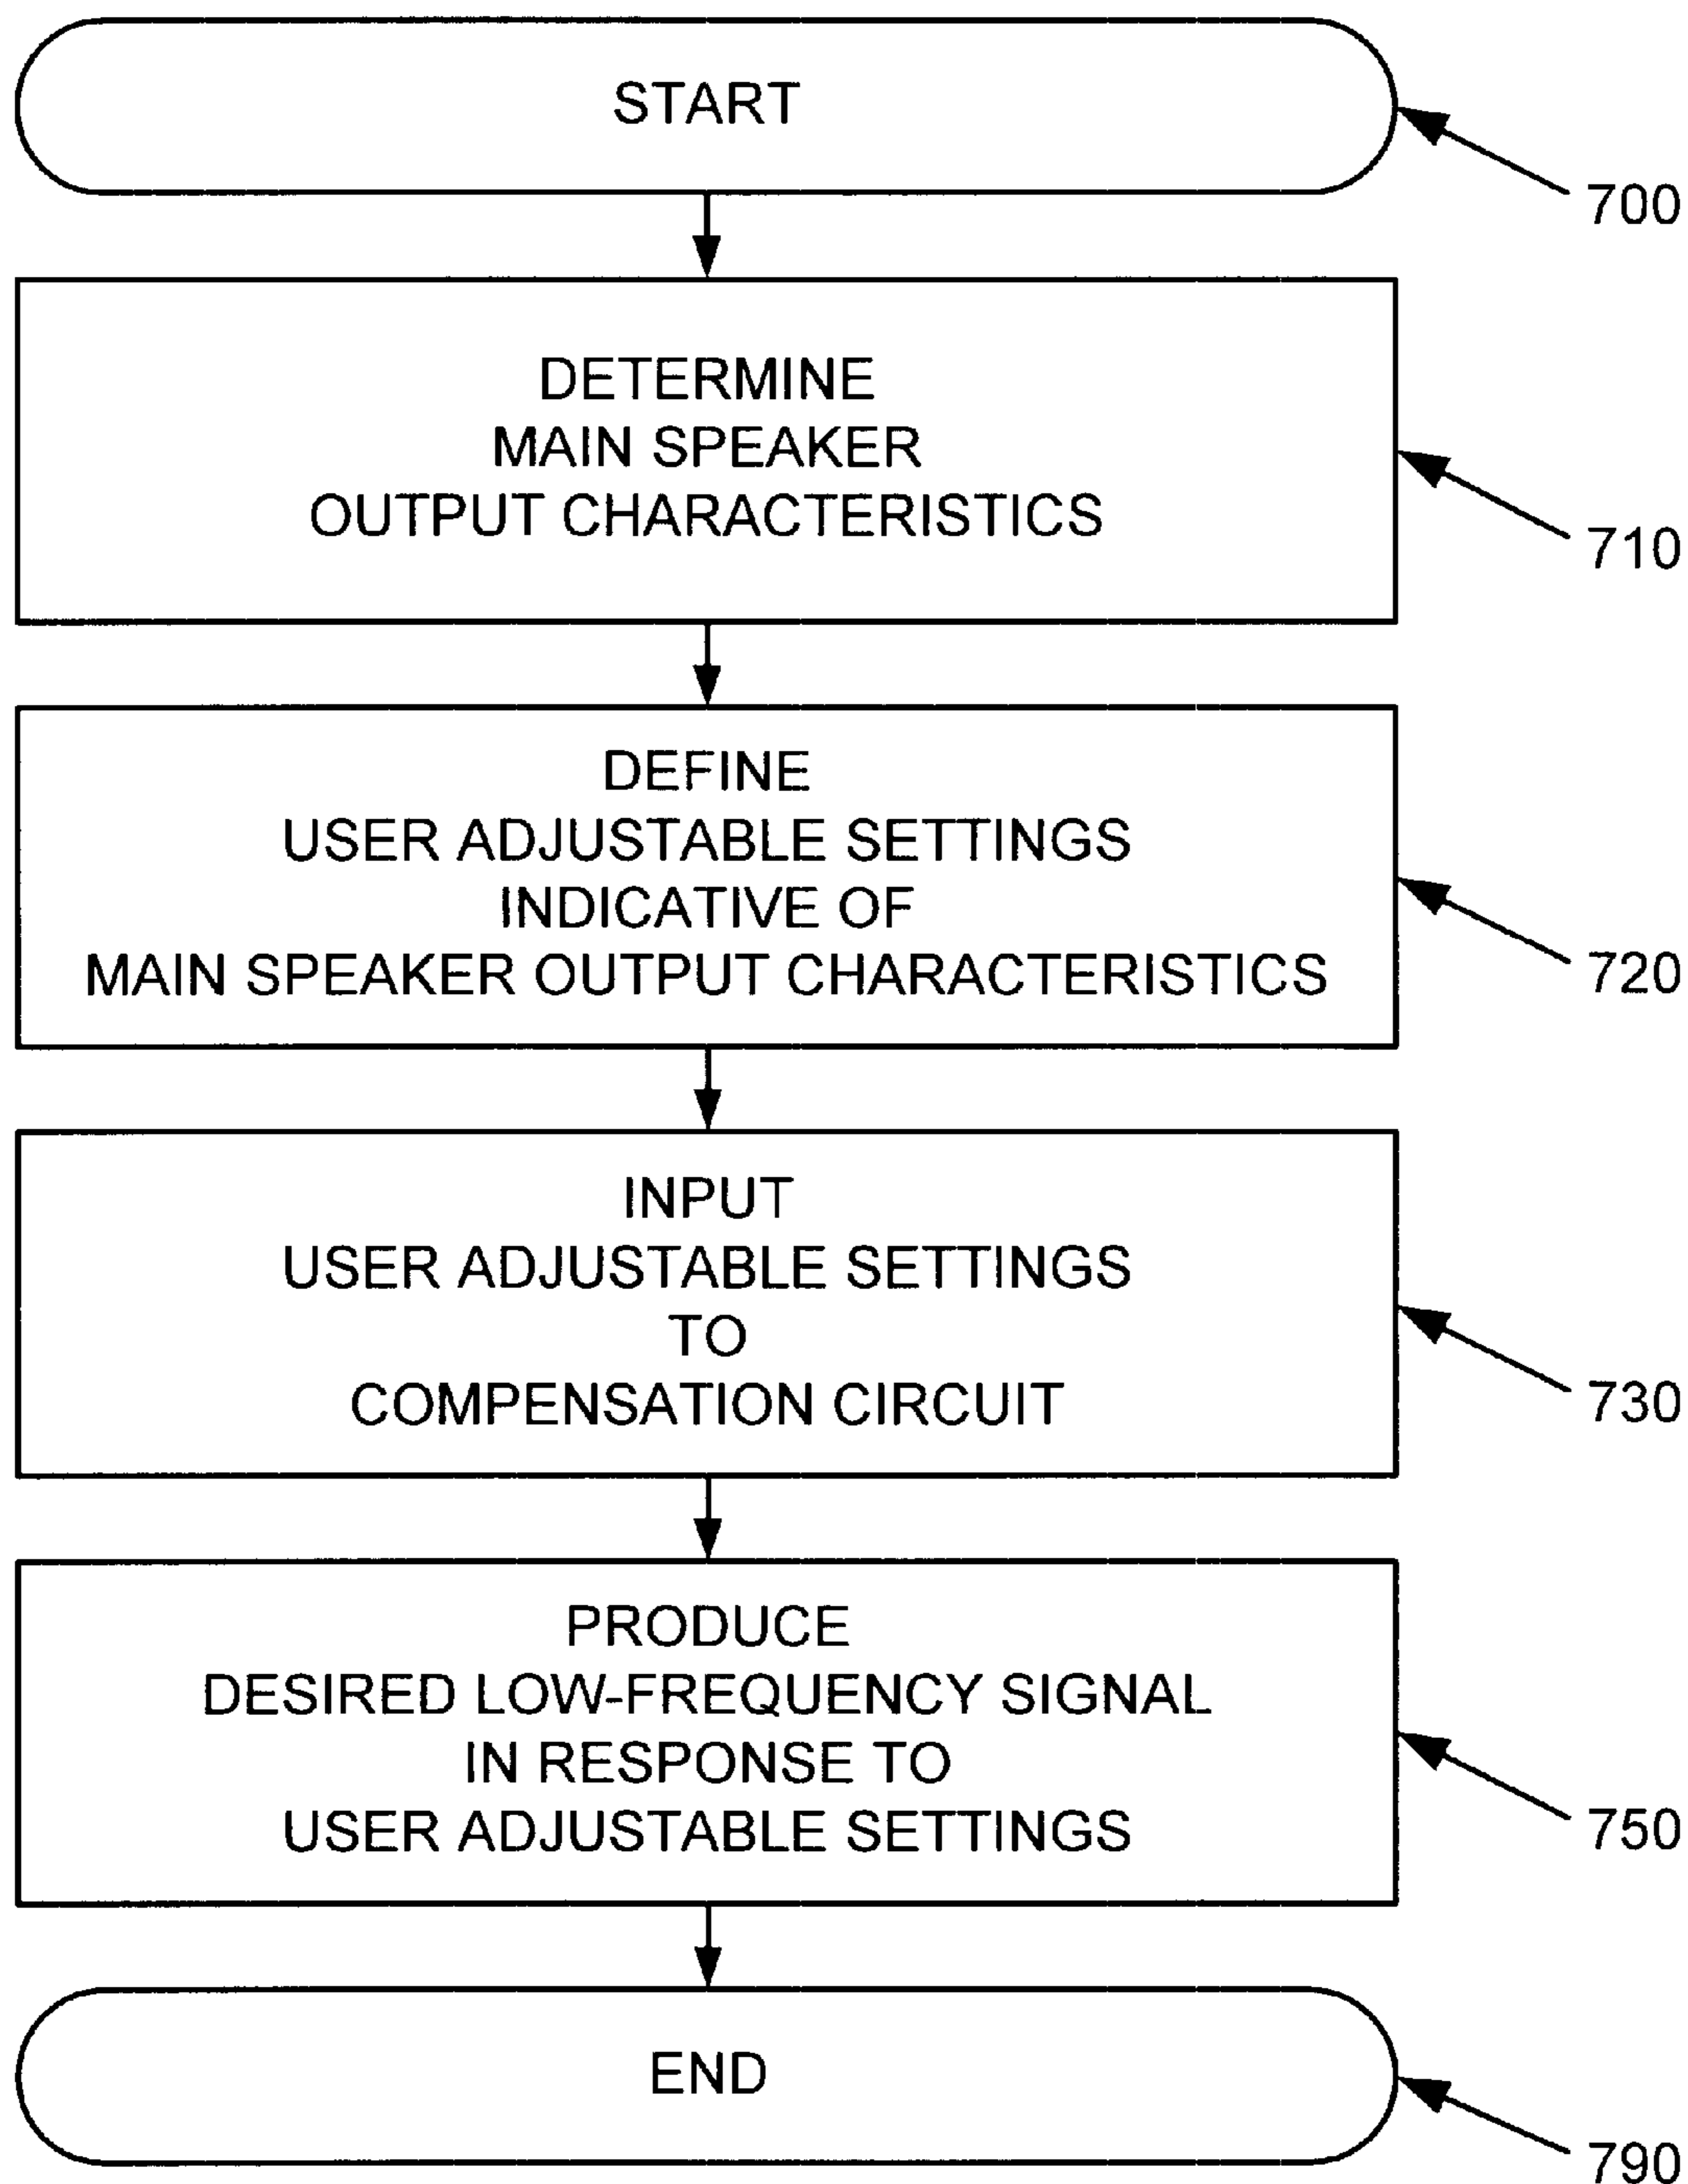 START
700
DETERMINE
MAIN SPEAKER
OUTPUT CHARACTERISTICS
710
DEFINE
USER ADJUSTABLE SETTINGS
INDICATIVE OF
MAIN SPEAKER OUTPUT CHARACTERISTICS
720
INPUT
USER ADJUSTABLE SETTINGS
TO
COMPENSATION CIRCUIT
730
PRODUCE
DESIRED LOW-FREQUENCY SIGNAL
IN RESPONSE TO
USER ADJUSTABLE SETTINGS
750
END
790